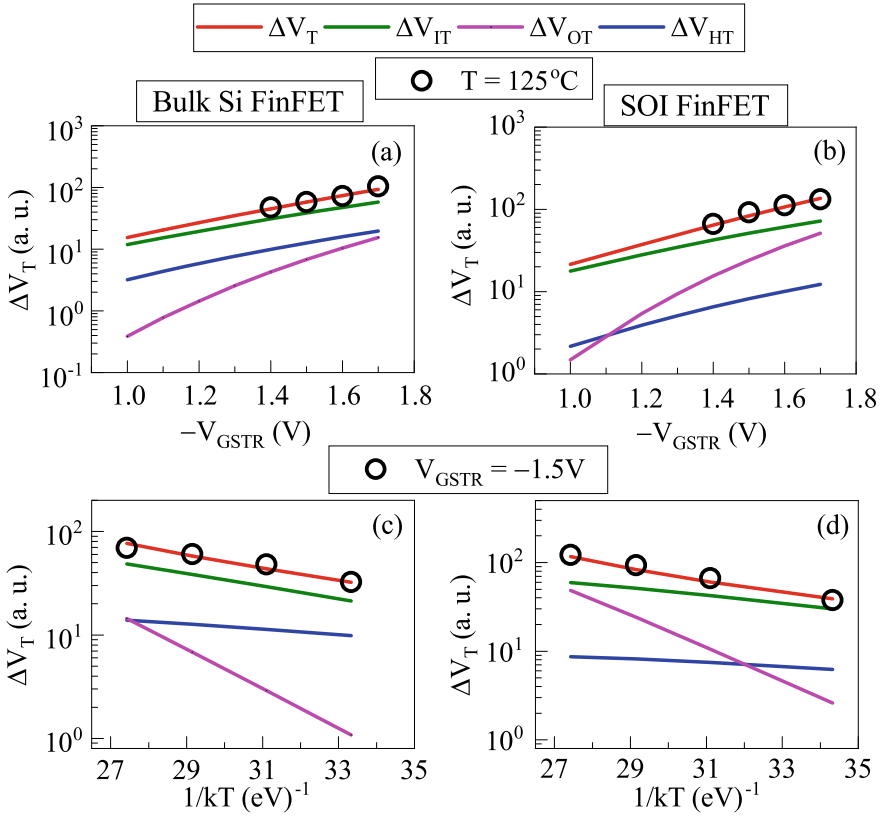 ΔV_T ΔV_IT ΔV_OT ΔV_HT
T = 125°C
Bulk Si FinFET
SOI FinFET
(a)
10^3
10^2
10^1
10^0
10^-1
ΔV_T (a. u.)
1.0 1.2 1.4 1.6 1.8
−V_GSTR (V)
(b)
10^3
10^2
10^1
10^0
ΔV_T (a. u.)
1.0 1.2 1.4 1.6 1.8
−V_GSTR (V)
V_GSTR = −1.5V
(c)
10^2
10^1
10^0
ΔV_T (a. u.)
27 29 31 33 35
1/kT (eV)^-1
(d)
10^2
10^1
10^0
ΔV_T (a. u.)
27 29 31 33 35
1/kT (eV)^-1